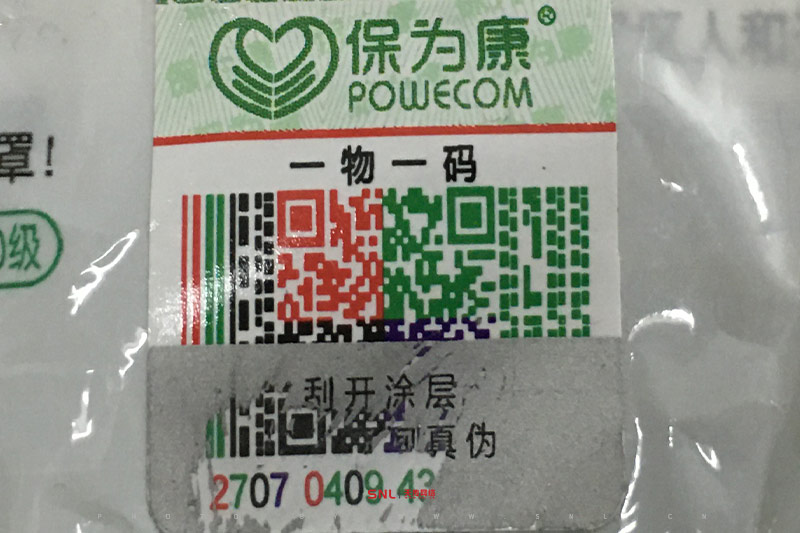 保为康®
POWECOM
罩!
一物一码
级
刮开涂层
真伪
2707 0409 43
SNL